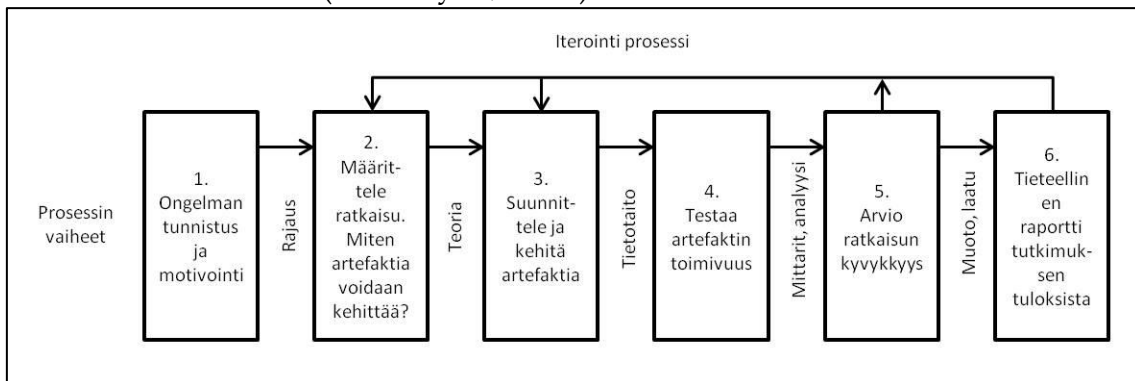 Iterointi prosessi
Prosessin
vaiheet
1.
Ongelman
tunnistus
ja
motivointi
Rajaus
2.
Määrit-
tele
ratkaisu.
Miten
artefaktia
voidaan
kehittää?
Teoria
3.
Suunnit-
tele ja
kehitä
artefaktia
Tietotaito
4.
Testaa
artefaktin
toimivuus
Mittarit, analyysi
5.
Arvio
ratkaisun
kyvykkyys
Muoto, laatu
6.
Tieteellin
en
raportti
tutkimuk-
sen
tuloksista